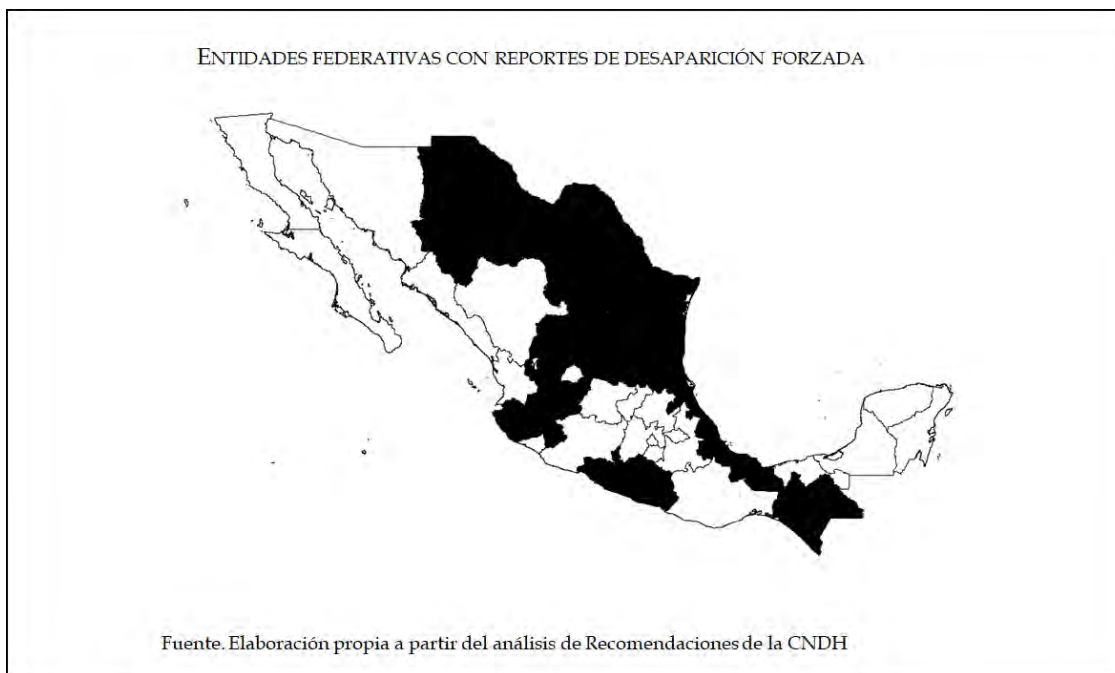 ENTIDADES FEDERATIVAS CON REPORTES DE DESAPARICIÓN FORZADA
Fuente. Elaboración propia a partir del análisis de Recomendaciones de la CNDH